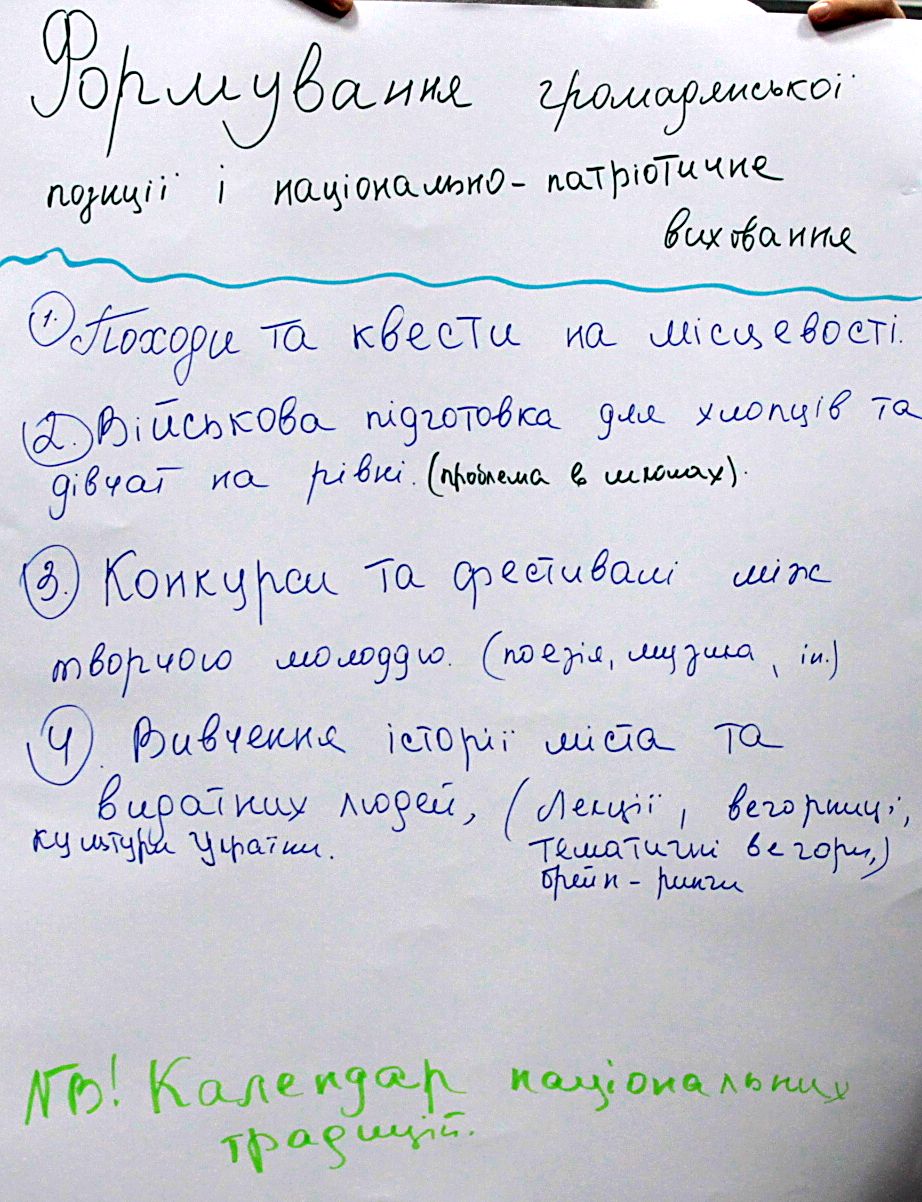 Формування громадянської
позиції і національно-патріотичне
виховання
1. Походи та квести на місцевості.
2. Військова підготовка для хлопців та
дівчат на рівні. (проблема в школах).
3. Конкурси та фестивалі між
творчою молоддю. (поезія, музика, ін.)
4. Вивчення історії міста та
видатних людей, (Лекції, вечорниці,
культури України. тематичні вечори,)
брейн-ринги
NB! Календар національних
традицій.